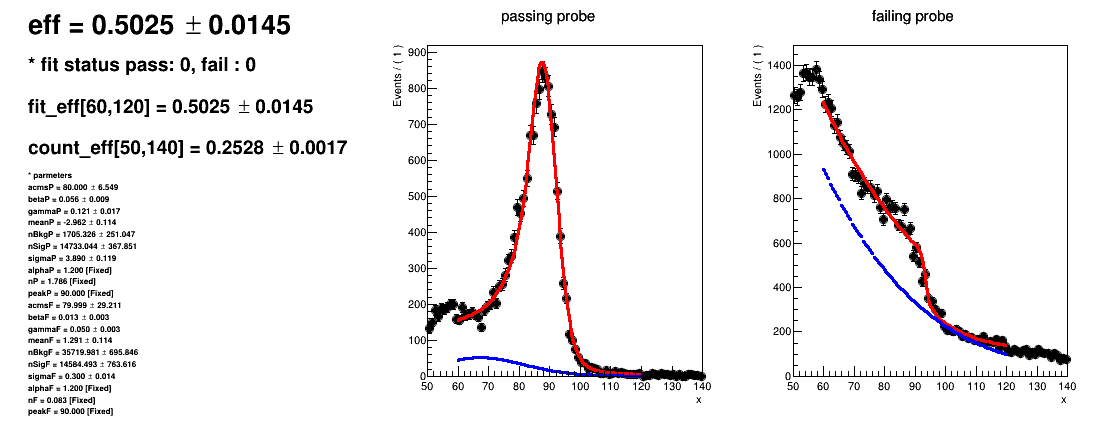 eff = 0.5025 ± 0.0145
* fit status pass: 0, fail : 0
fit_eff[60,120] = 0.5025 ± 0.0145
count_eff[50,140] = 0.2528 ± 0.0017
* parmeters
acmsP = 80.000 ± 6.549
betaP = 0.056 ± 0.009
gammaP = 0.121 ± 0.017
meanP = -2.962 ± 0.114
nBkgP = 1705.326 ± 251.047
nSigP = 14733.044 ± 367.851
sigmaP = 3.890 ± 0.119
alphaP = 1.200 [Fixed]
nP = 1.786 [Fixed]
peakP = 90.000 [Fixed]
acmsF = 79.999 ± 29.211
betaF = 0.013 ± 0.003
gammaF = 0.050 ± 0.003
meanF = 1.291 ± 0.114
nBkgF = 35719.981 ± 695.846
nSigF = 14584.493 ± 763.616
sigmaF = 0.300 ± 0.014
alphaF = 1.200 [Fixed]
nF = 0.083 [Fixed]
peakF = 90.000 [Fixed]
passing probe
Events / ( 1 )
900
800
700
600
500
400
300
200
100
0
50 60 70 80 90 100 110 120 130 140
x
failing probe
Events / ( 1 )
1400
1200
1000
800
600
400
200
0
50 60 70 80 90 100 110 120 130 140
x